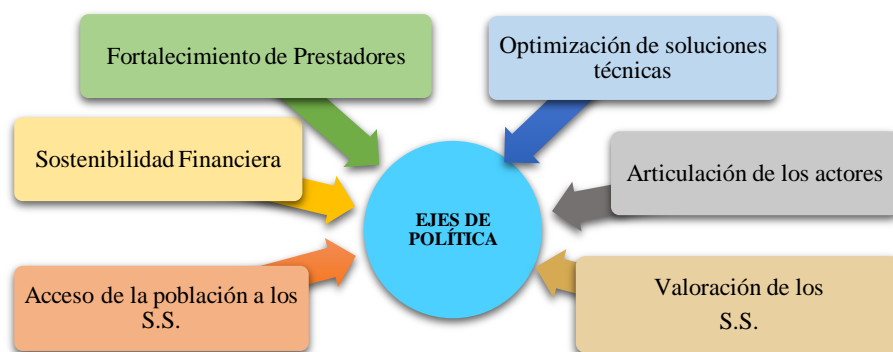 Fortalecimiento de Prestadores
Optimización de soluciones
técnicas
Sostenibilidad Financiera
Articulación de los actores
EJES DE
POLÍTICA
Acceso de la población a los
S.S.
Valoración de los
S.S.